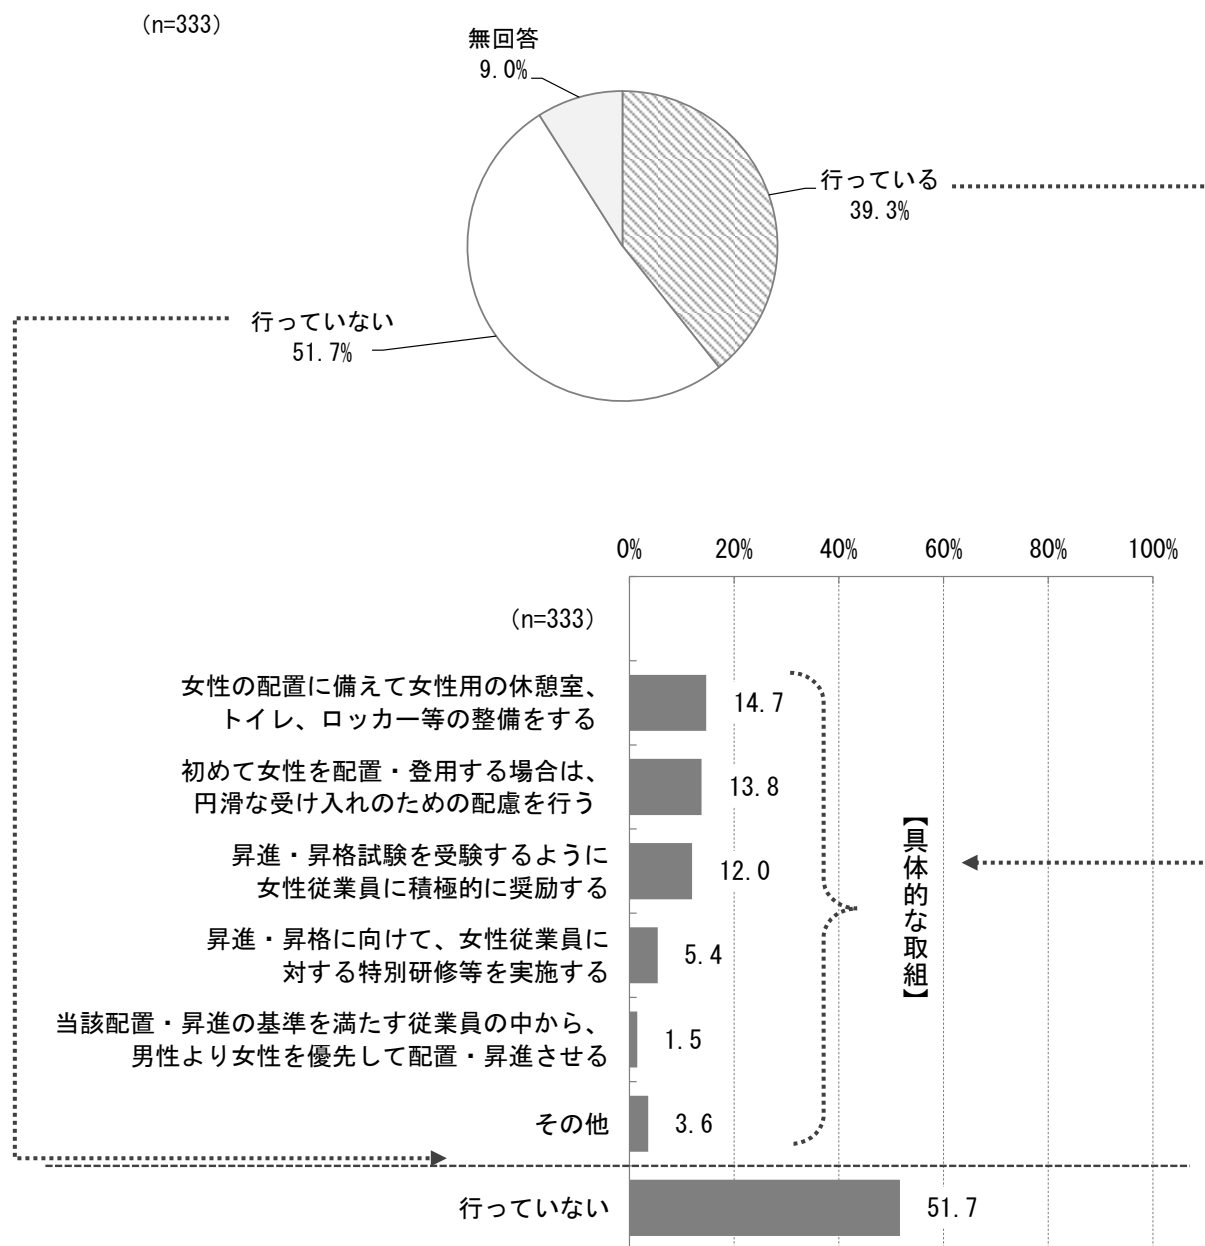 (n=333)
無回答
9.0%
行っている
39.3%
行っていない
51.7%
0% 20% 40% 60% 80% 100%
(n=333)
女性の配置に備えて女性用の休憩室、
トイレ、ロッカー等の整備をする
14.7
初めて女性を配置・登用する場合は、
円滑な受け入れのための配慮を行う
13.8
昇進・昇格試験を受験するように
女性従業員に積極的に奨励する
12.0
昇進・昇格に向けて、女性従業員に
対する特別研修等を実施する
5.4
当該配置・昇進の基準を満たす従業員の中から、
男性より女性を優先して配置・昇進させる
1.5
その他
3.6
【具体的な取組】
行っていない
51.7